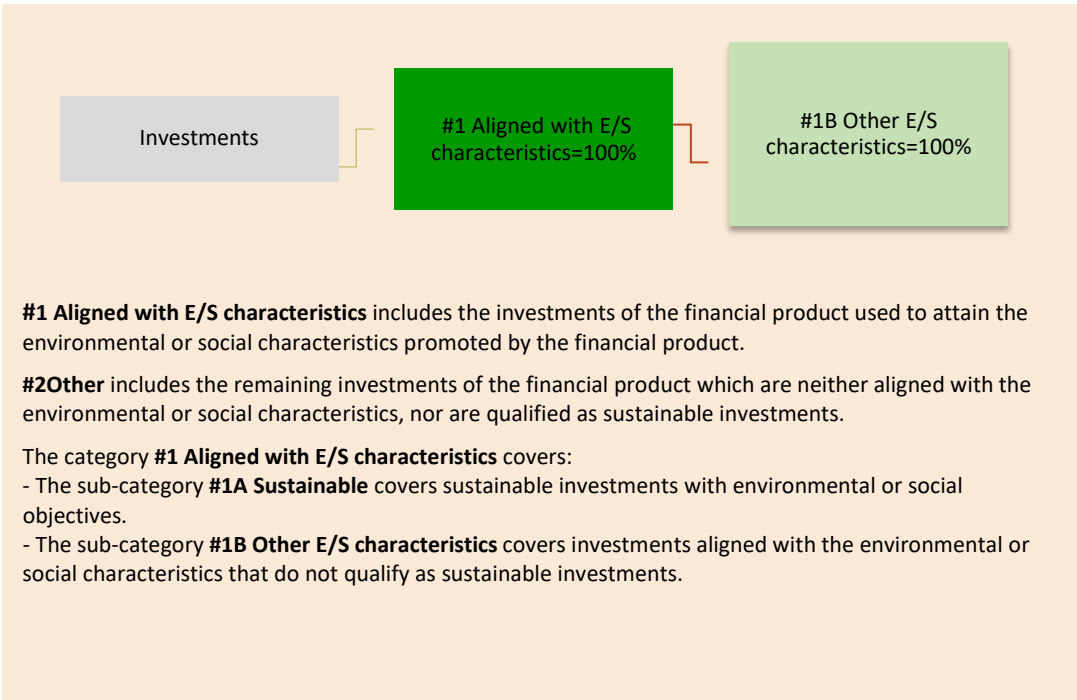 Investments
#1 Aligned with E/S
characteristics=100%
#1B Other E/S
characteristics=100%
#1 Aligned with E/S characteristics includes the investments of the financial product used to attain the
environmental or social characteristics promoted by the financial product.
#2Other includes the remaining investments of the financial product which are neither aligned with the
environmental or social characteristics, nor are qualified as sustainable investments.
The category #1 Aligned with E/S characteristics covers:
- The sub-category #1A Sustainable covers sustainable investments with environmental or social
objectives.
- The sub-category #1B Other E/S characteristics covers investments aligned with the environmental or
social characteristics that do not qualify as sustainable investments.